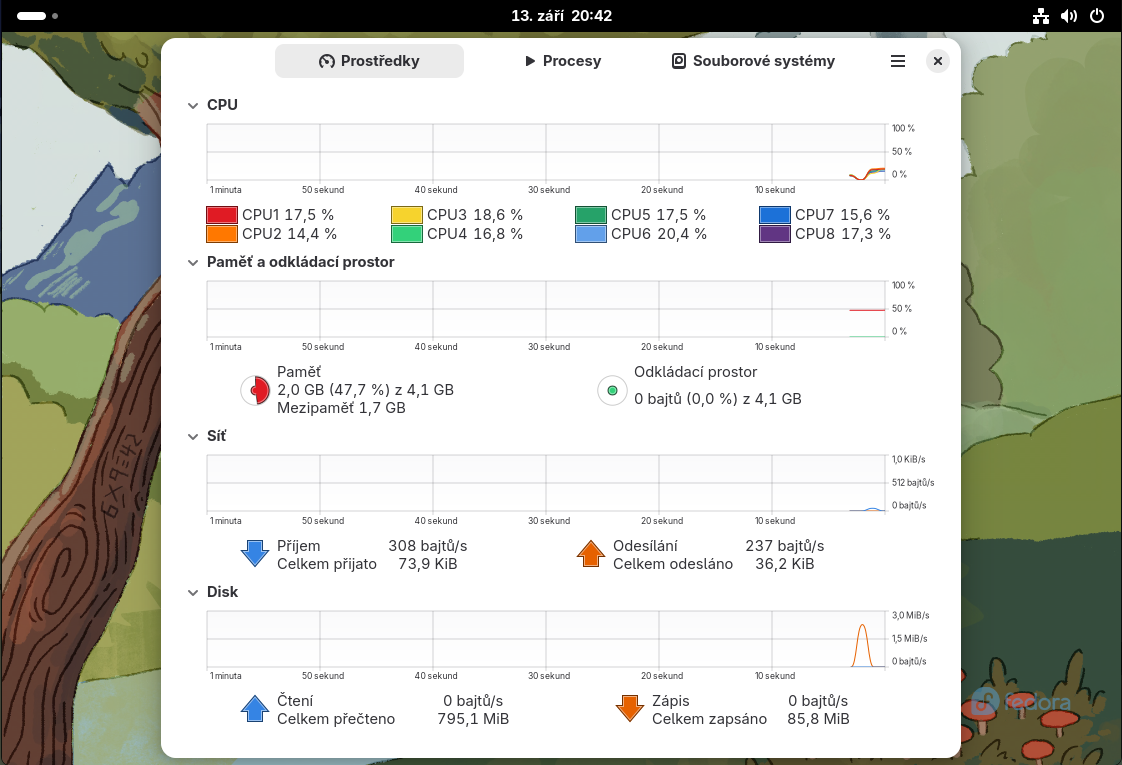 13. září 20:42
Prostředky Procesy Souborové systémy
CPU
100 %
50 %
0 %
1 minuta 50 sekund 40 sekund 30 sekund 20 sekund 10 sekund
CPU1 17,5 % CPU3 18,6 % CPU5 17,5 % CPU7 15,6 %
CPU2 14,4 % CPU4 16,8 % CPU6 20,4 % CPU8 17,3 %
Paměť a odkládací prostor
100 %
50 %
0 %
1 minuta 50 sekund 40 sekund 30 sekund 20 sekund 10 sekund
Paměť
2,0 GB (47,7 %) z 4,1 GB
Mezipaměť 1,7 GB
Odkládací prostor
0 bajtů (0,0 %) z 4,1 GB
Síť
1,0 KiB/s
512 bajtů/s
0 bajtů/s
1 minuta 50 sekund 40 sekund 30 sekund 20 sekund 10 sekund
Příjem 308 bajtů/s Odesílání 237 bajtů/s
Celkem přijato 73,9 KiB Celkem odesláno 36,2 KiB
Disk
3,0 MiB/s
1,5 MiB/s
0 bajtů/s
1 minuta 50 sekund 40 sekund 30 sekund 20 sekund 10 sekund
Čtení 0 bajtů/s Zápis 0 bajtů/s
Celkem přečteno 795,1 MiB Celkem zapsáno 85,8 MiB
6×9=42
fedora